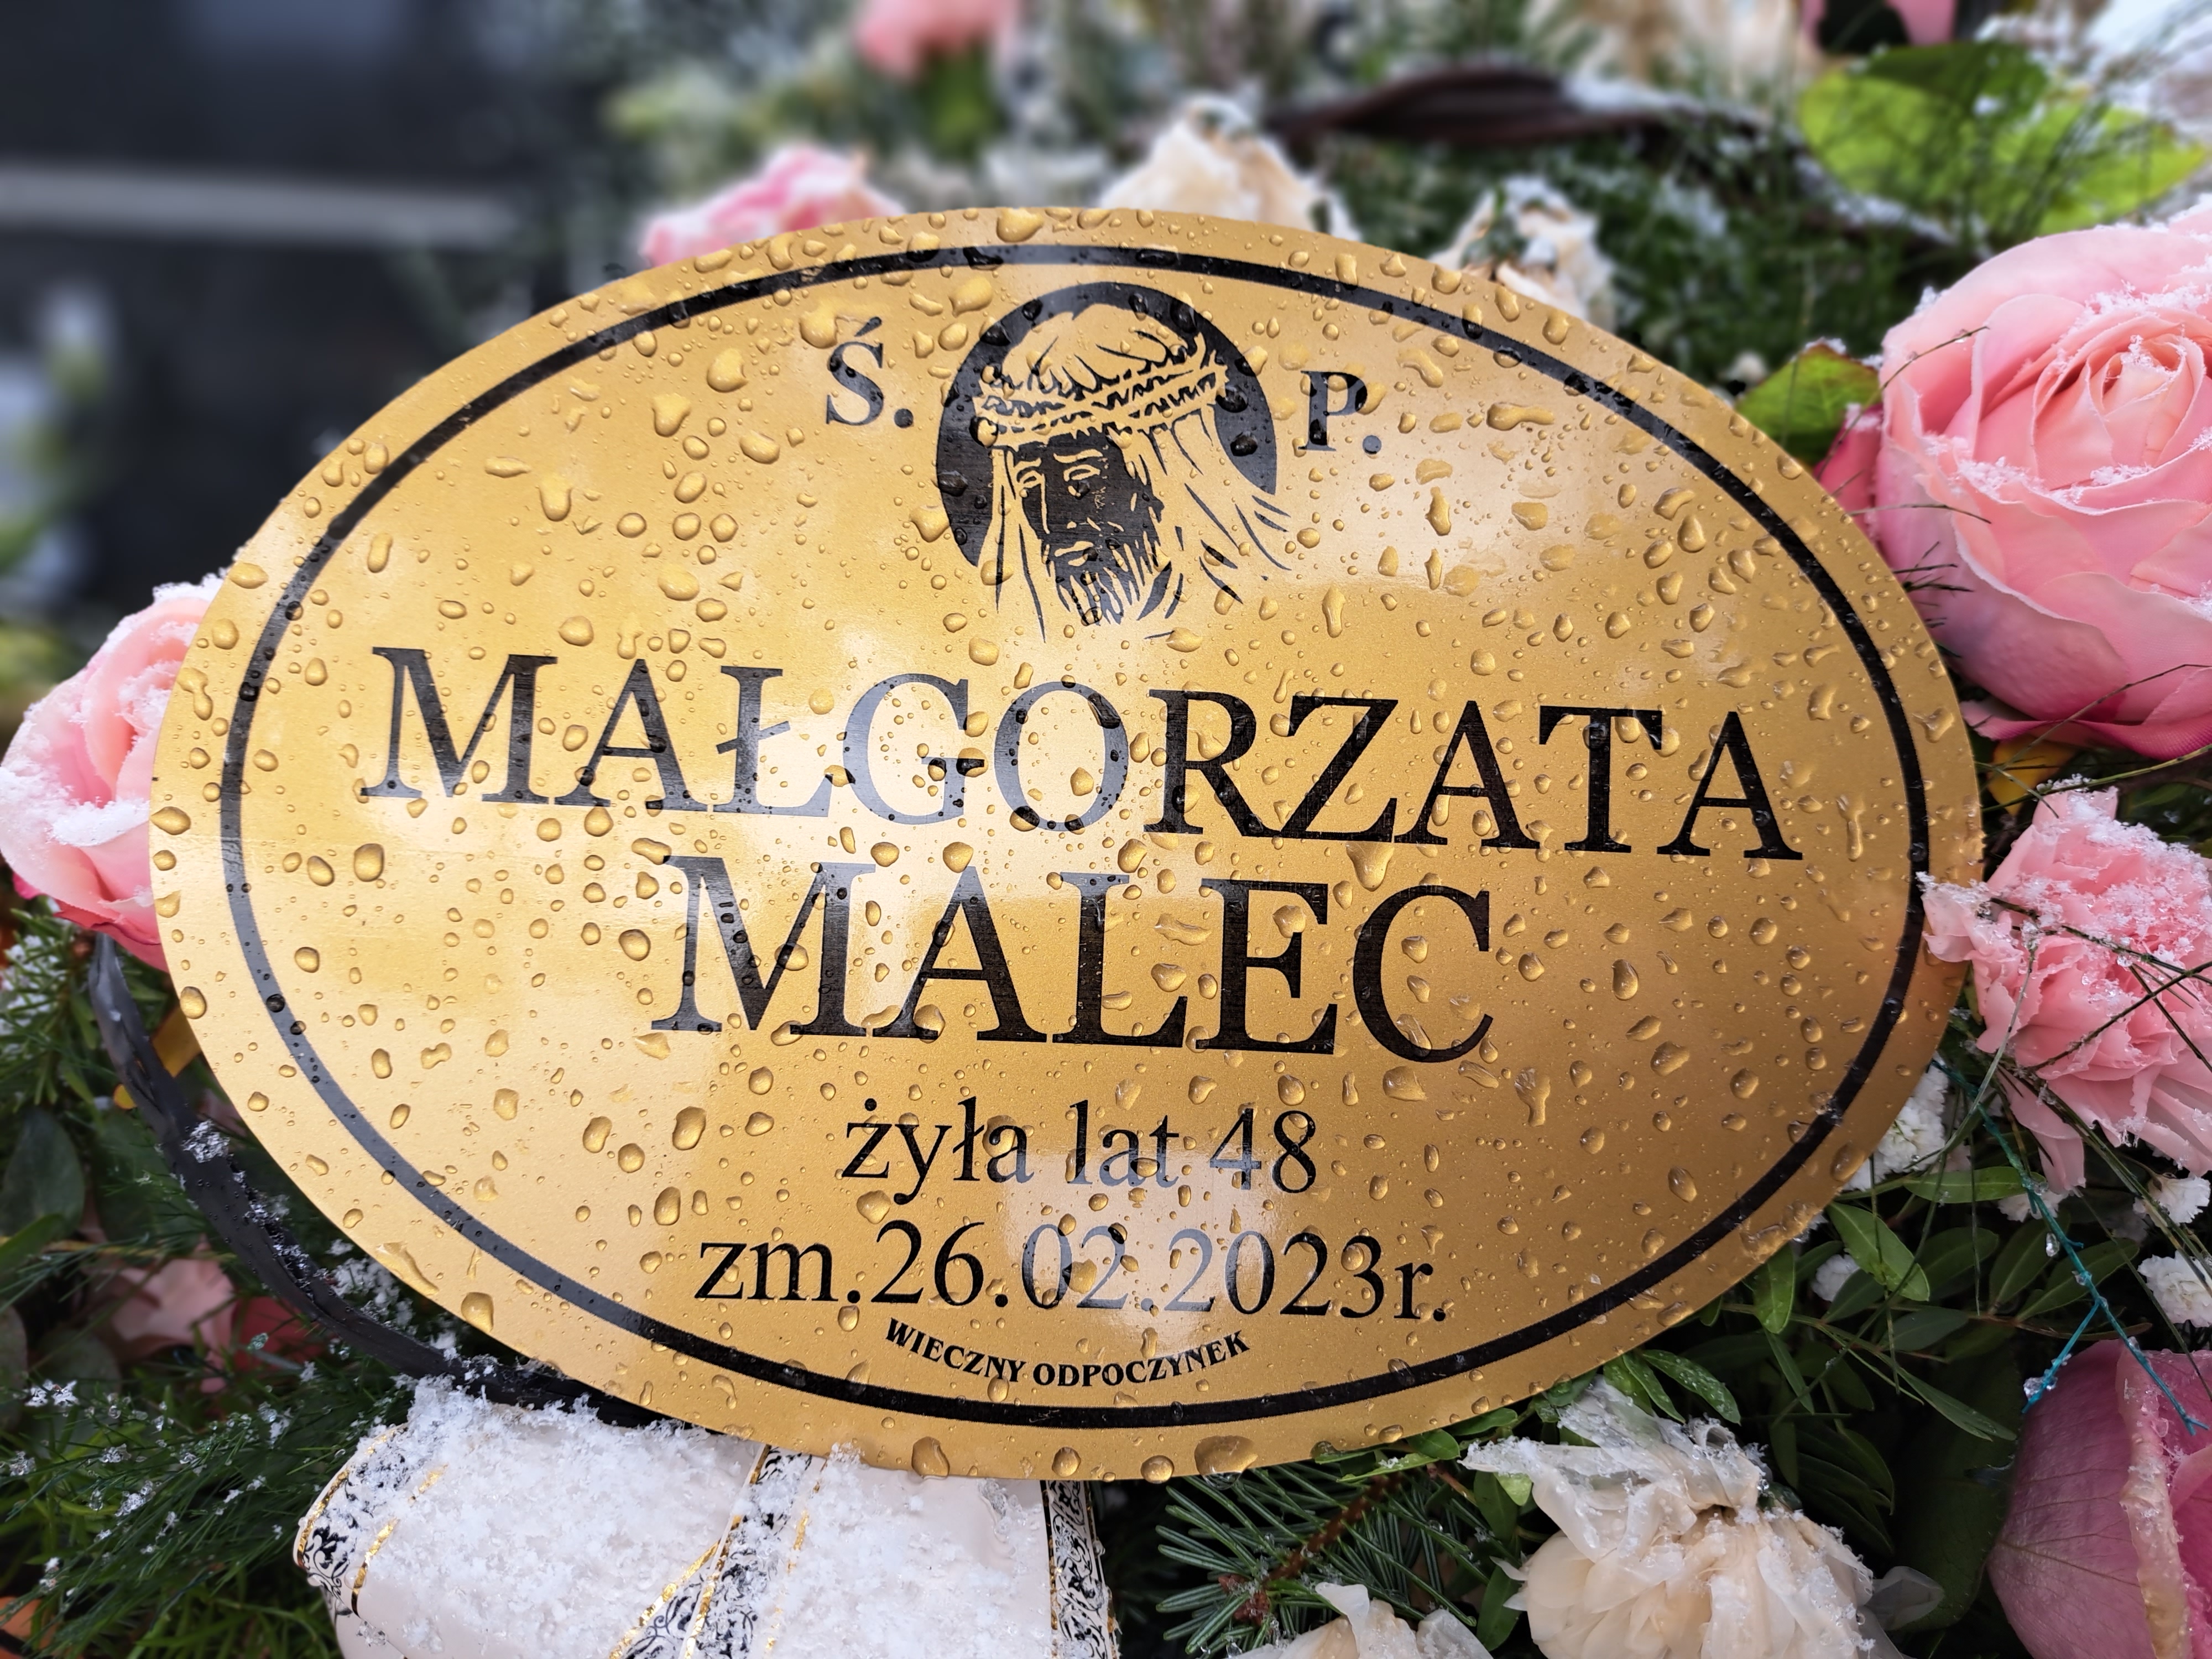 Ś. P.
MAŁGORZATA
MALEC
żyła lat 48
zm.26.02.2023r.
WIECZNY ODPOCZYNEK